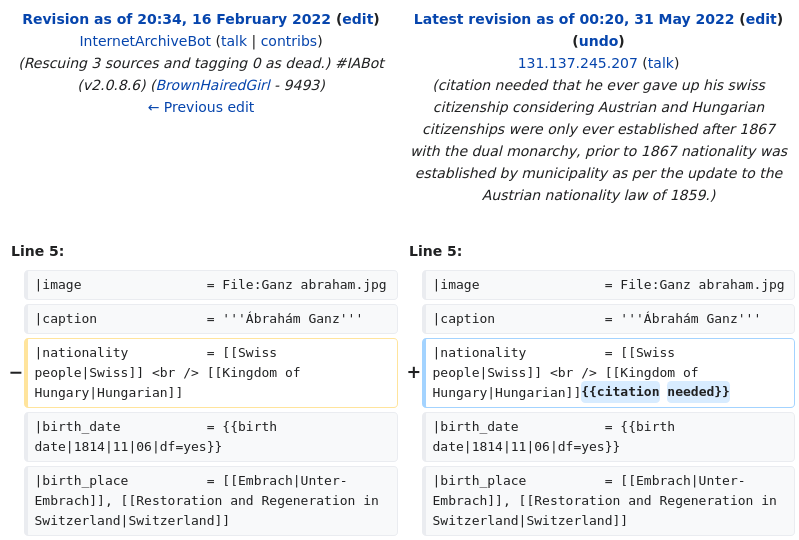 Revision as of 20:34, 16 February 2022 (edit)
InternetArchiveBot (talk | contribs)
(Rescuing 3 sources and tagging 0 as dead.) #IABot
(v2.0.8.6) (BrownHairedGirl - 9493)
← Previous edit
Latest revision as of 00:20, 31 May 2022 (edit)
(undo)
131.137.245.207 (talk)
(citation needed that he ever gave up his swiss
citizenship considering Austrian and Hungarian
citizenships were only ever established after 1867
with the dual monarchy, prior to 1867 nationality was
established by municipality as per the update to the
Austrian nationality law of 1859.)
Line 5:
|image = File:Ganz abraham.jpg
|caption = '''Ábrahám Ganz'''
− |nationality = [[Swiss
people|Swiss]] <br /> [[Kingdom of
Hungary|Hungarian]]
|birth_date = {{birth
date|1814|11|06|df=yes}}
|birth_place = [[Embrach|Unter-
Embrach]], [[Restoration and Regeneration in
Switzerland|Switzerland]]
Line 5:
|image = File:Ganz abraham.jpg
|caption = '''Ábrahám Ganz'''
+ |nationality = [[Swiss
people|Swiss]] <br /> [[Kingdom of
Hungary|Hungarian]]{{citation needed}}
|birth_date = {{birth
date|1814|11|06|df=yes}}
|birth_place = [[Embrach|Unter-
Embrach]], [[Restoration and Regeneration in
Switzerland|Switzerland]]